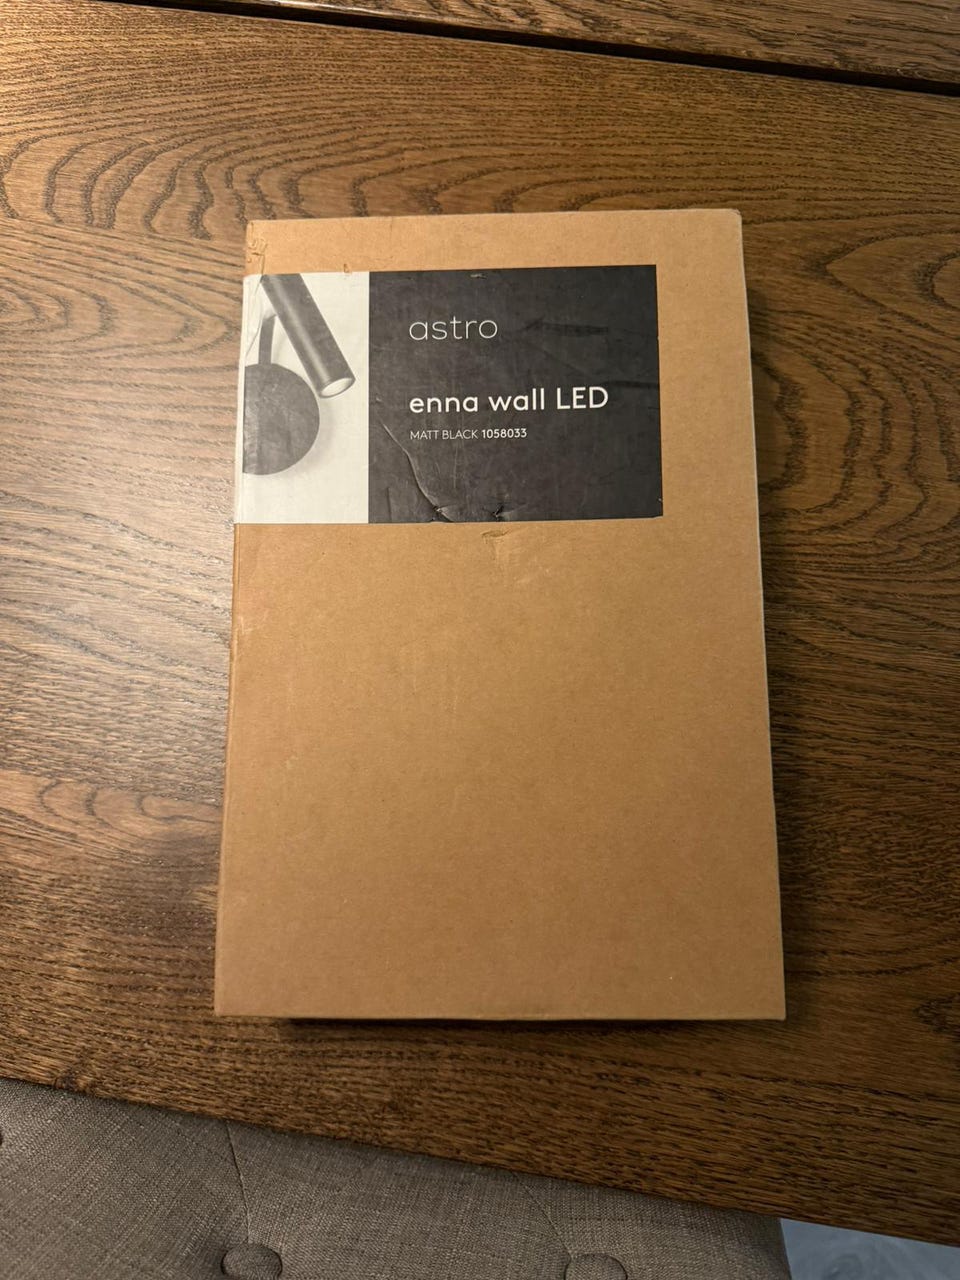 astro
enna wall LED
MATT BLACK 1058033